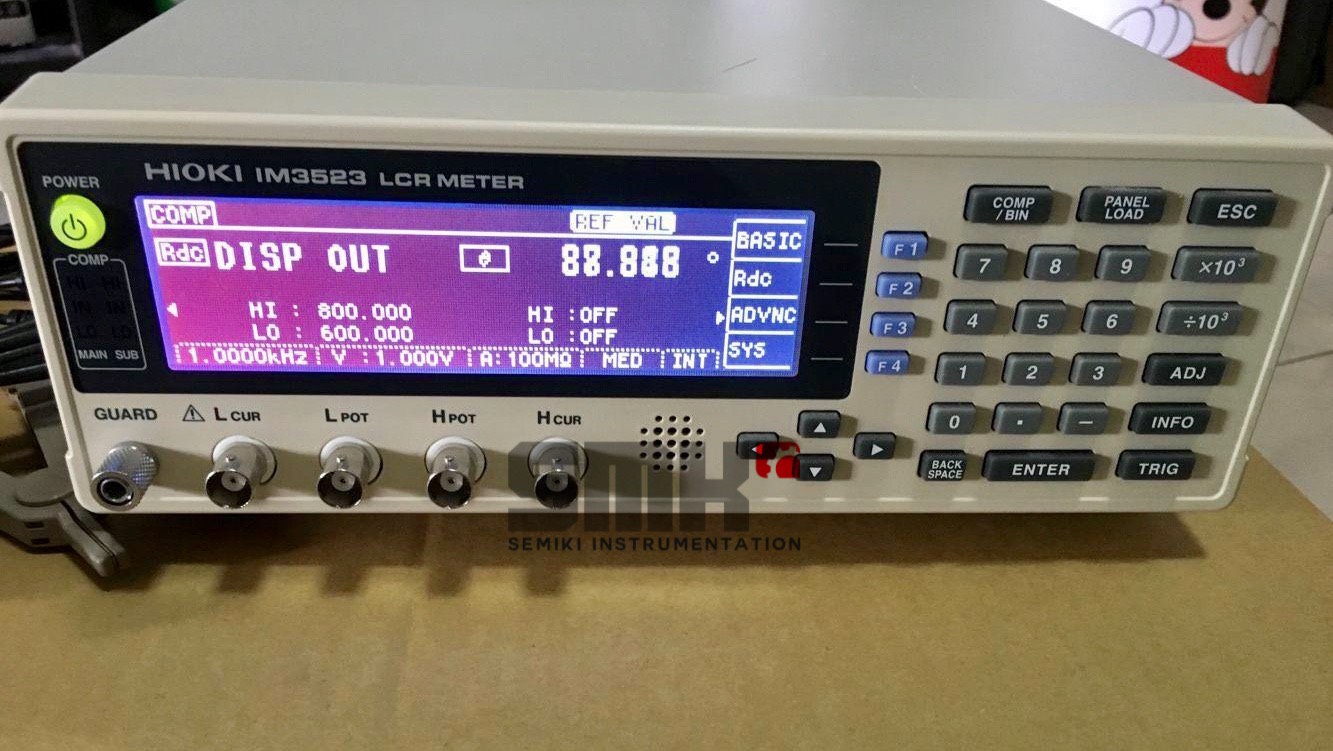 HIOKI IM3523 LCR METER
POWER
COMP
HI HI
IN IN
LO LO
MAIN SUB
COMP
REF VAL
Rdc DISP OUT θ °
HI : 800.000 HI :OFF
LO : 600.000 LO :OFF
1.0000kHz V :1.000V A:100MΩ MED INT
BASIC
Rdc
ADVNC
SYS
F1
F2
F3
F4
COMP
/BIN
PANEL
LOAD
ESC
7 8 9 ×10³
4 5 6 ÷10³
1 2 3 ADJ
0 . − INFO
BACK
SPACE
ENTER
TRIG
GUARD
⚠ L CUR
L POT
H POT
H CUR
SMK
SEMIKI INSTRUMENTATION